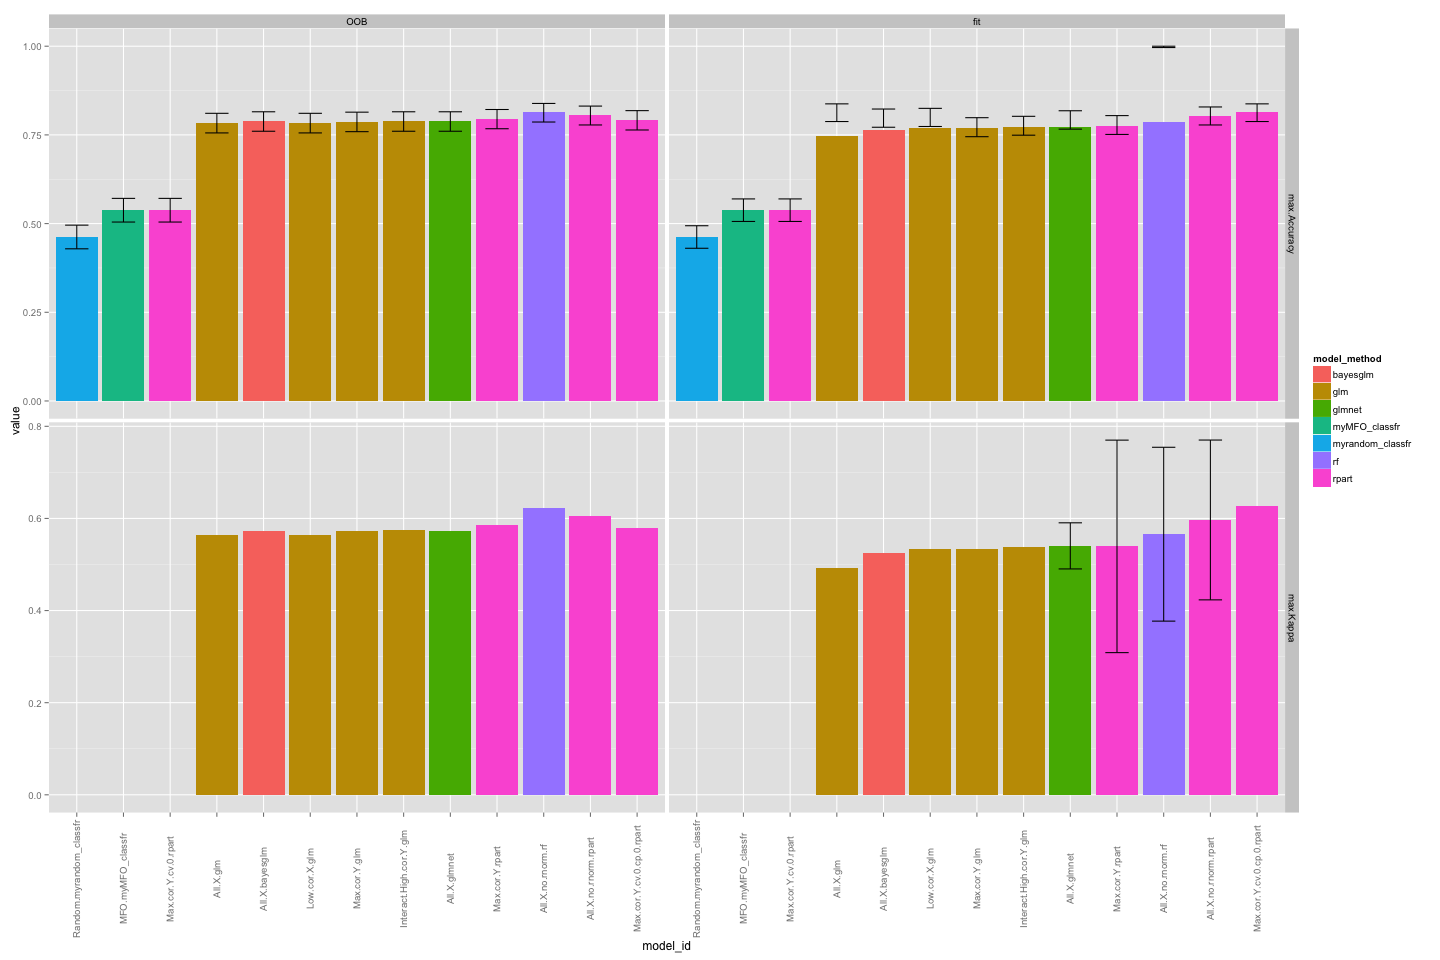 OOB
fit
1.00
0.75
0.50
0.25
0.00
max.Accuracy
value
0.8
0.6
0.4
0.2
0.0
max.Kappa
Random.myrandom_classfr
MFO.myMFO_classfr
Max.cor.Y.cv.0.rpart
All.X.glm
All.X.bayesglm
Low.cor.X.glm
Max.cor.Y.glm
Interact.High.cor.Y.glm
All.X.glmnet
Max.cor.Y.rpart
All.X.no.rnorm.rf
All.X.no.rnorm.rpart
Max.cor.Y.cv.0.cp.0.rpart
Random.myrandom_classfr
MFO.myMFO_classfr
Max.cor.Y.cv.0.rpart
All.X.glm
All.X.bayesglm
Low.cor.X.glm
Max.cor.Y.glm
Interact.High.cor.Y.glm
All.X.glmnet
Max.cor.Y.rpart
All.X.no.rnorm.rf
All.X.no.rnorm.rpart
Max.cor.Y.cv.0.cp.0.rpart
model_id
model_method
bayesglm
glm
glmnet
myMFO_classfr
myrandom_classfr
rf
rpart